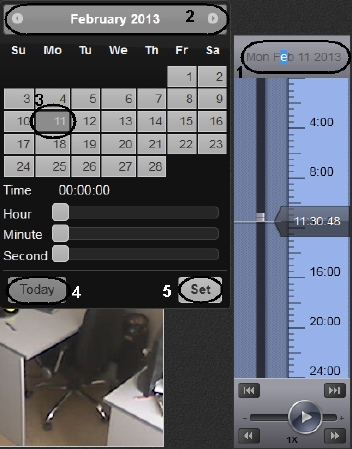 February 2013 2
Su Mo Tu We Th Fr Sa
1 2
3 3 4 5 6 7 8 9
10 11 12 13 14 15 16
17 18 19 20 21 22 23
24 25 26 27 28
Time 00:00:00
Hour
Minute
Second
Today 4 5 Set
Mon Feb 11 2013
1
4:00
8:00
11:30:48
16:00
20:00
24:00
- +
1X